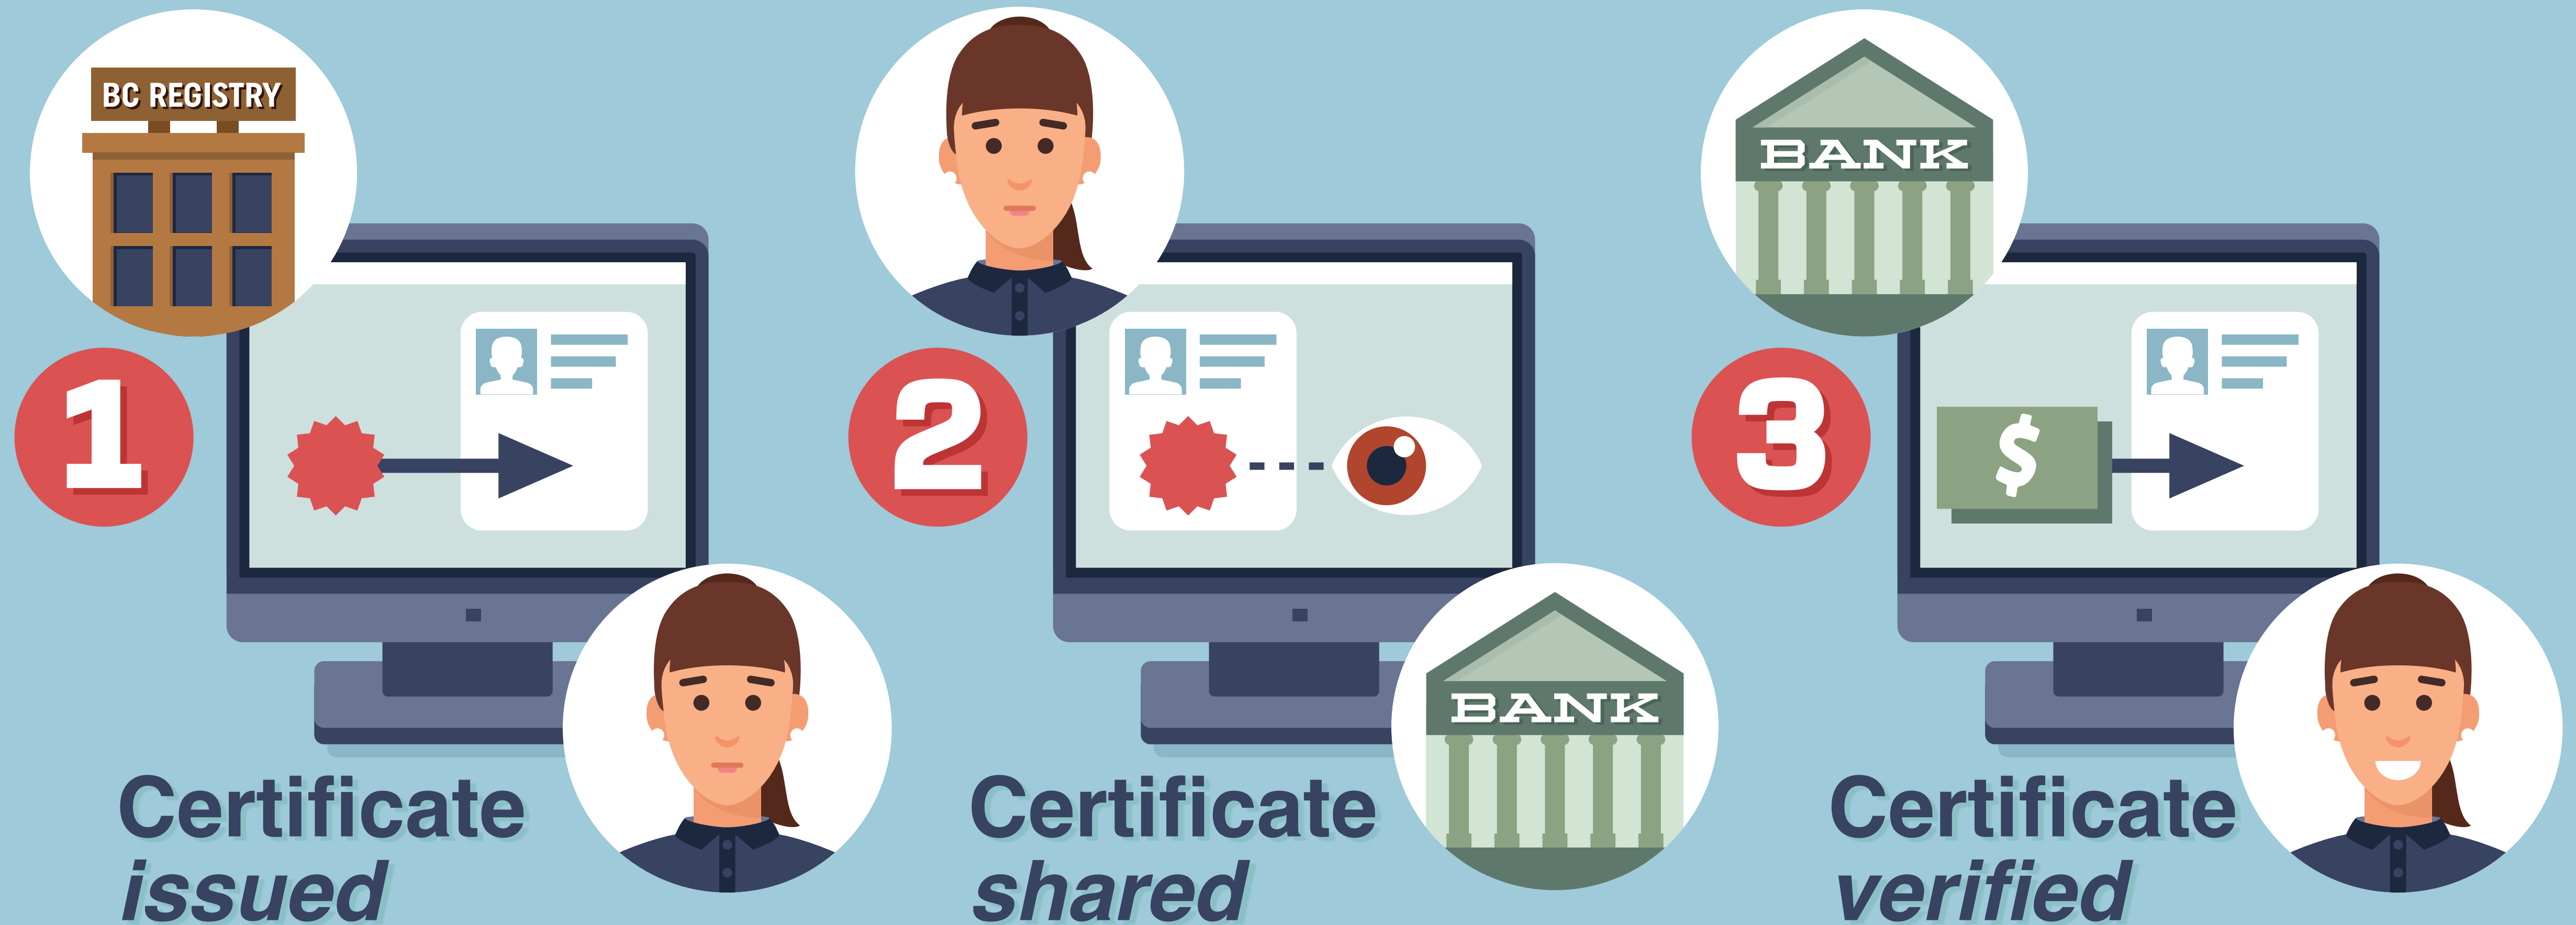 BC REGISTRY
1
Certificate
issued
2
BANK
Certificate
shared
BANK
3
$
Certificate
verified